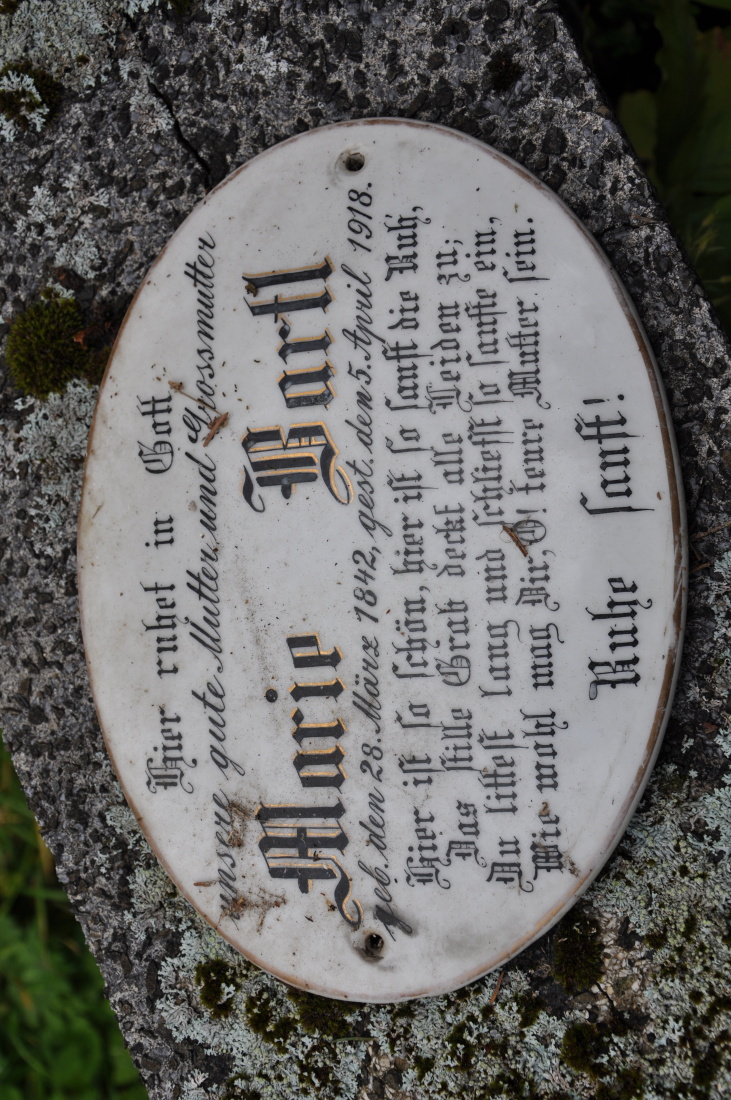 Hier ruhet in Gott
unsere gute Mutter und Grossmutter
Marie Bartl
geb. den 28. März 1842, gest. den 5. April 1918.
Hier ist so schön, hier ist so sanft die Ruh,
Das stille Grab deckt alle Leiden zu;
Du littest lang und schliefst so sanfte ein,
Wie wohl mag Dir, O! teure Mutter sein.
Ruhe sanft!